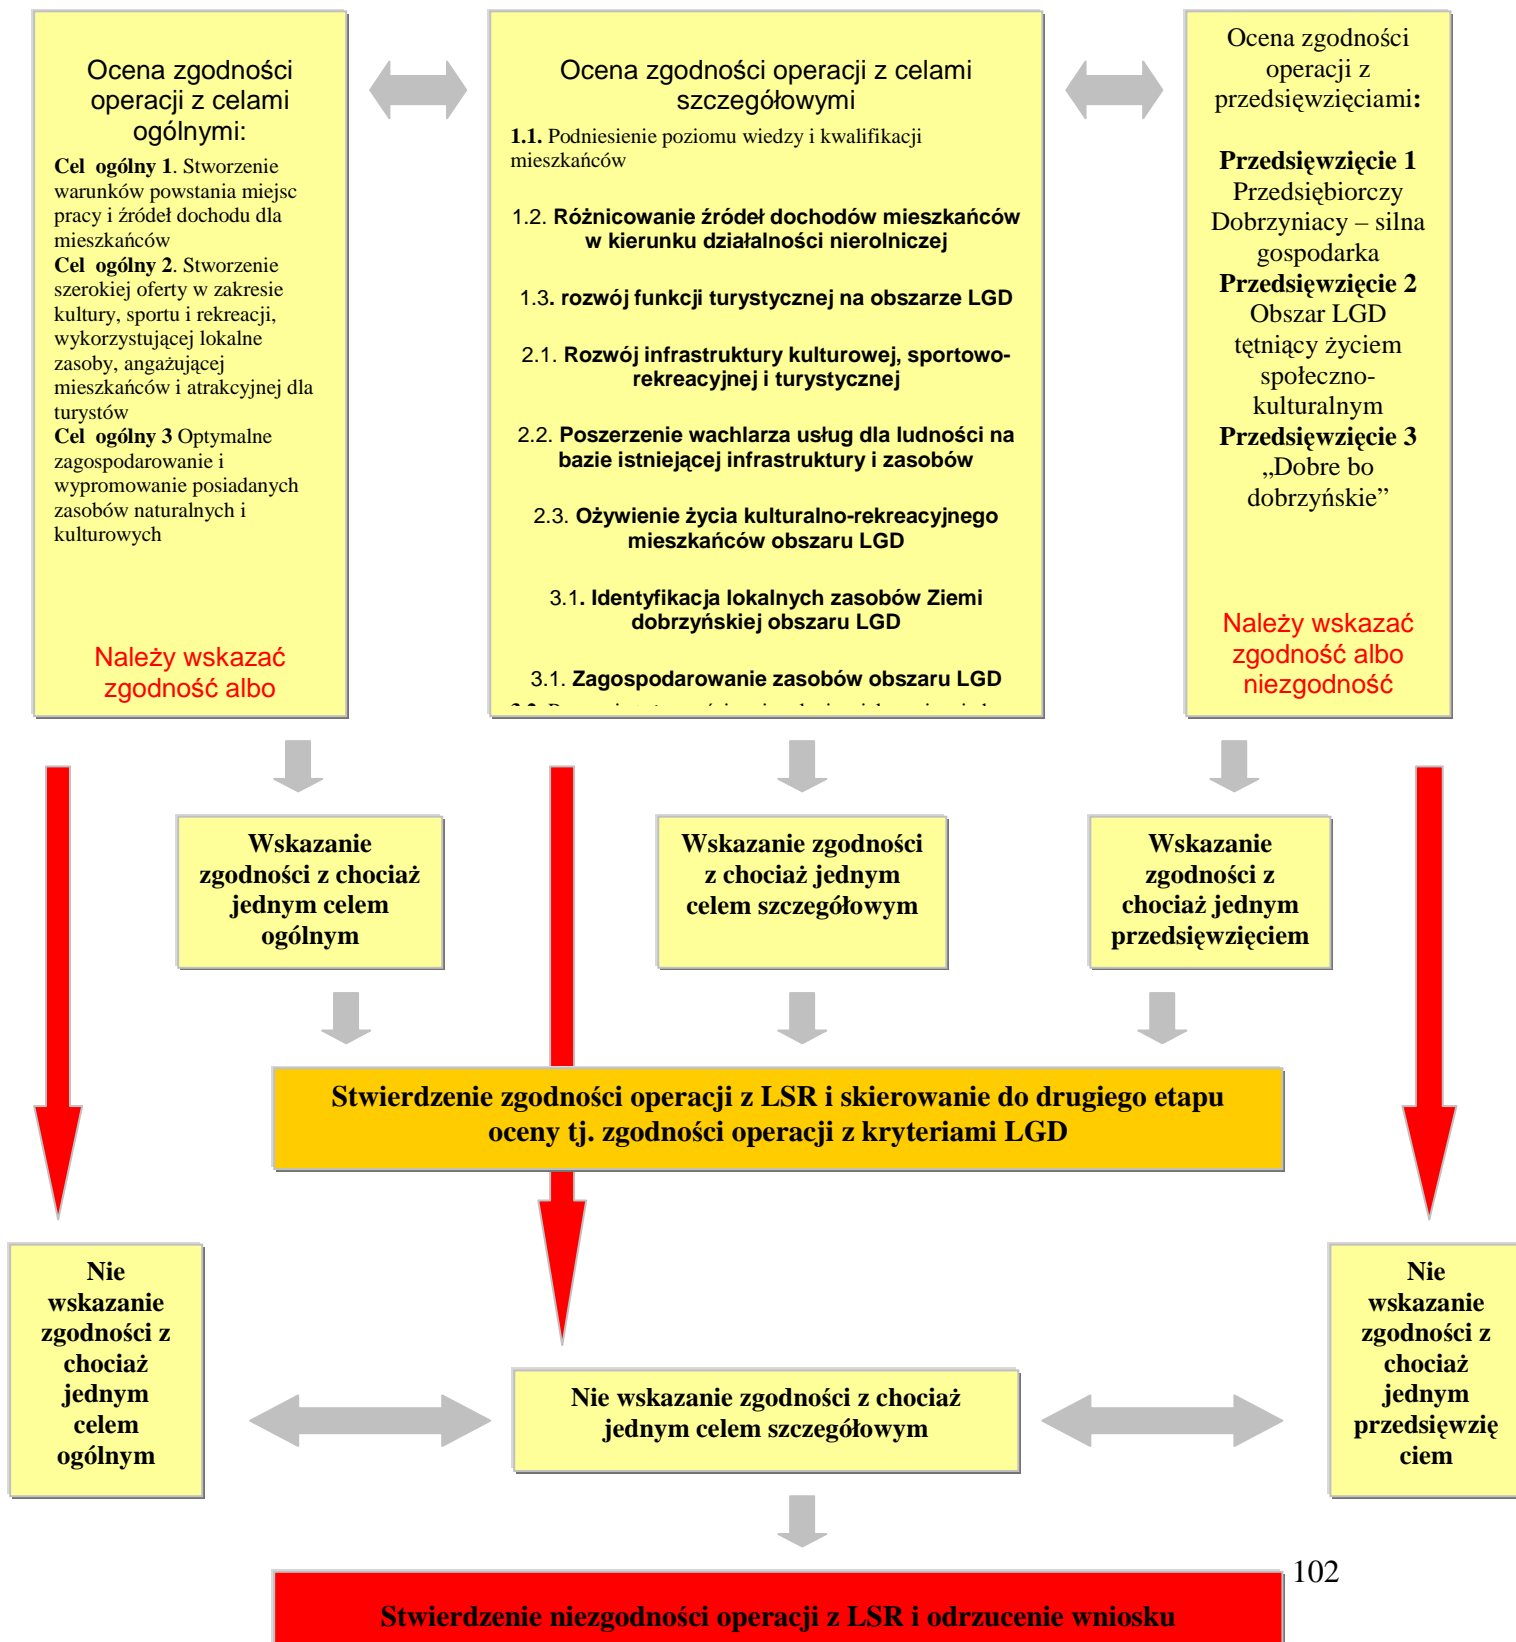 Ocena zgodności
operacji z celami
ogólnymi:
Cel ogólny 1. Stworzenie
warunków powstania miejsc
pracy i źródeł dochodu dla
mieszkańców
Cel ogólny 2. Stworzenie
szerokiej oferty w zakresie
kultury, sportu i rekreacji,
wykorzystującej lokalne
zasoby, angażującej
mieszkańców i atrakcyjnej dla
turystów
Cel ogólny 3 Optymalne
zagospodarowanie i
wypromowanie posiadanych
zasobów naturalnych i
kulturowych
Należy wskazać
zgodność albo
Ocena zgodności operacji z celami
szczegółowymi
1.1. Podniesienie poziomu wiedzy i kwalifikacji
mieszkańców
1.2. Różnicowanie źródeł dochodów mieszkańców
w kierunku działalności nierolniczej
1.3. rozwój funkcji turystycznej na obszarze LGD
2.1. Rozwój infrastruktury kulturowej, sportowo-
rekreacyjnej i turystycznej
2.2. Poszerzenie wachlarza usług dla ludności na
bazie istniejącej infrastruktury i zasobów
2.3. Ożywienie życia kulturalno-rekreacyjnego
mieszkańców obszaru LGD
3.1. Identyfikacja lokalnych zasobów Ziemi
dobrzyńskiej obszaru LGD
3.1. Zagospodarowanie zasobów obszaru LGD
Ocena zgodności
operacji z
przedsięwzięciami:
Przedsięwzięcie 1
Przedsiębiorczy
Dobrzyniacy – silna
gospodarka
Przedsięwzięcie 2
Obszar LGD
tętniący życiem
społeczno-
kulturalnym
Przedsięwzięcie 3
„Dobre bo
dobrzyńskie”
Należy wskazać
zgodność albo
niezgodność
Wskazanie
zgodności z chociaż
jednym celem
ogólnym
Wskazanie zgodności
z chociaż jednym
celem szczegółowym
Wskazanie
zgodności z
chociaż jednym
przedsięwzięciem
Stwierdzenie zgodności operacji z LSR i skierowanie do drugiego etapu
oceny tj. zgodności operacji z kryteriami LGD
Nie
wskazanie
zgodności z
chociaż
jednym
celem
ogólnym
Nie wskazanie zgodności z chociaż
jednym celem szczegółowym
Nie
wskazanie
zgodności z
chociaż
jednym
przedsięwzię
ciem
102
Stwierdzenie niezgodności operacji z LSR i odrzucenie wniosku